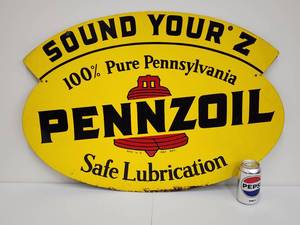 SOUND YOUR "Z"
100% Pure Pennsylvania
PENNZOIL
Safe Lubrication
PEPSI